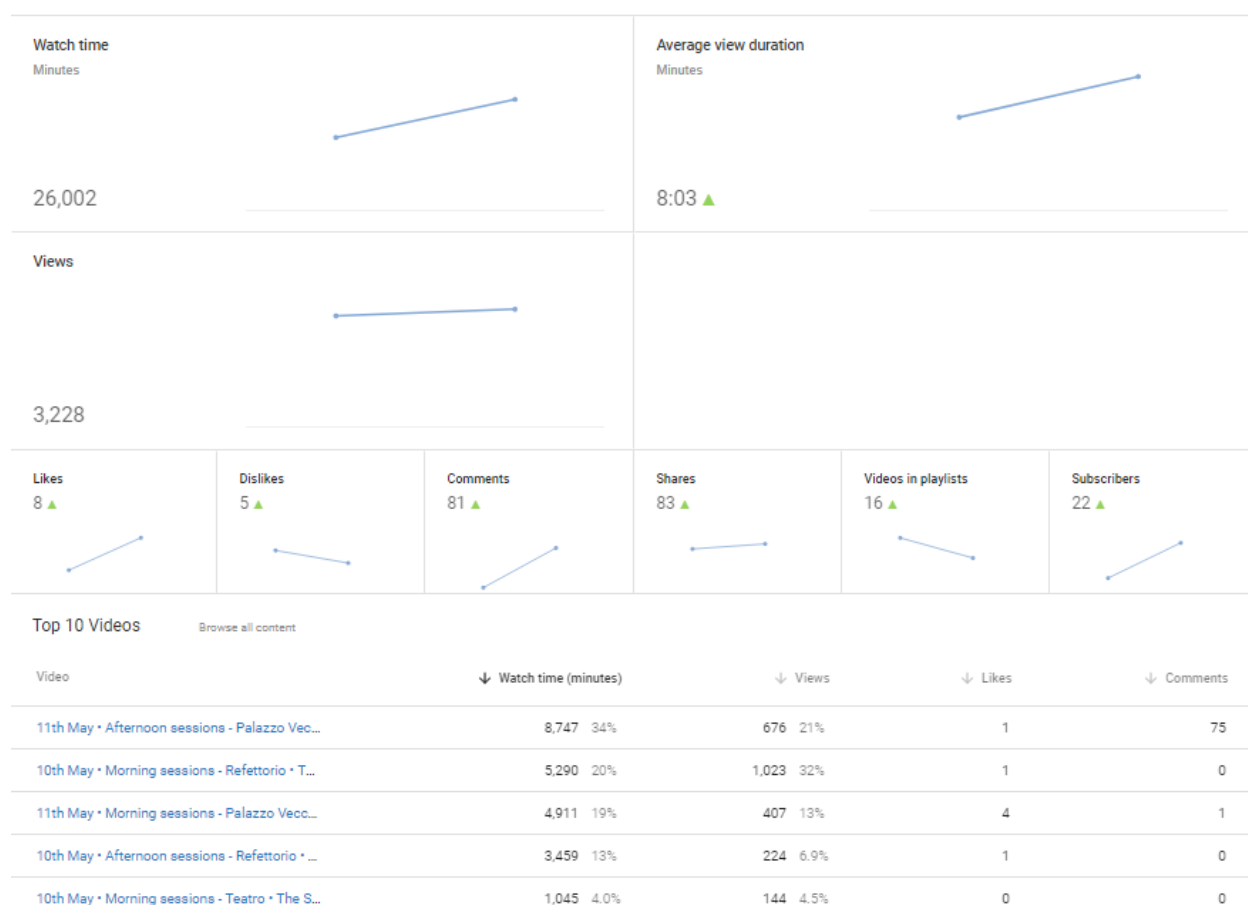 Watch time
Minutes
26,002
Average view duration
Minutes
8:03
Views
3,228
Likes
8
Dislikes
5
Comments
81
Shares
83
Videos in playlists
16
Subscribers
22
Top 10 Videos Browse all content
Video Watch time (minutes) Views Likes Comments
11th May • Afternoon sessions - Palazzo Vec... 8,747 34% 676 21% 1 75
10th May • Morning sessions - Refettorio • T... 5,290 20% 1,023 32% 1 0
11th May • Morning sessions - Palazzo Vecc... 4,911 19% 407 13% 4 1
10th May • Afternoon sessions - Refettorio • ... 3,459 13% 224 6.9% 1 0
10th May • Morning sessions - Teatro • The S... 1,045 4.0% 144 4.5% 0 0